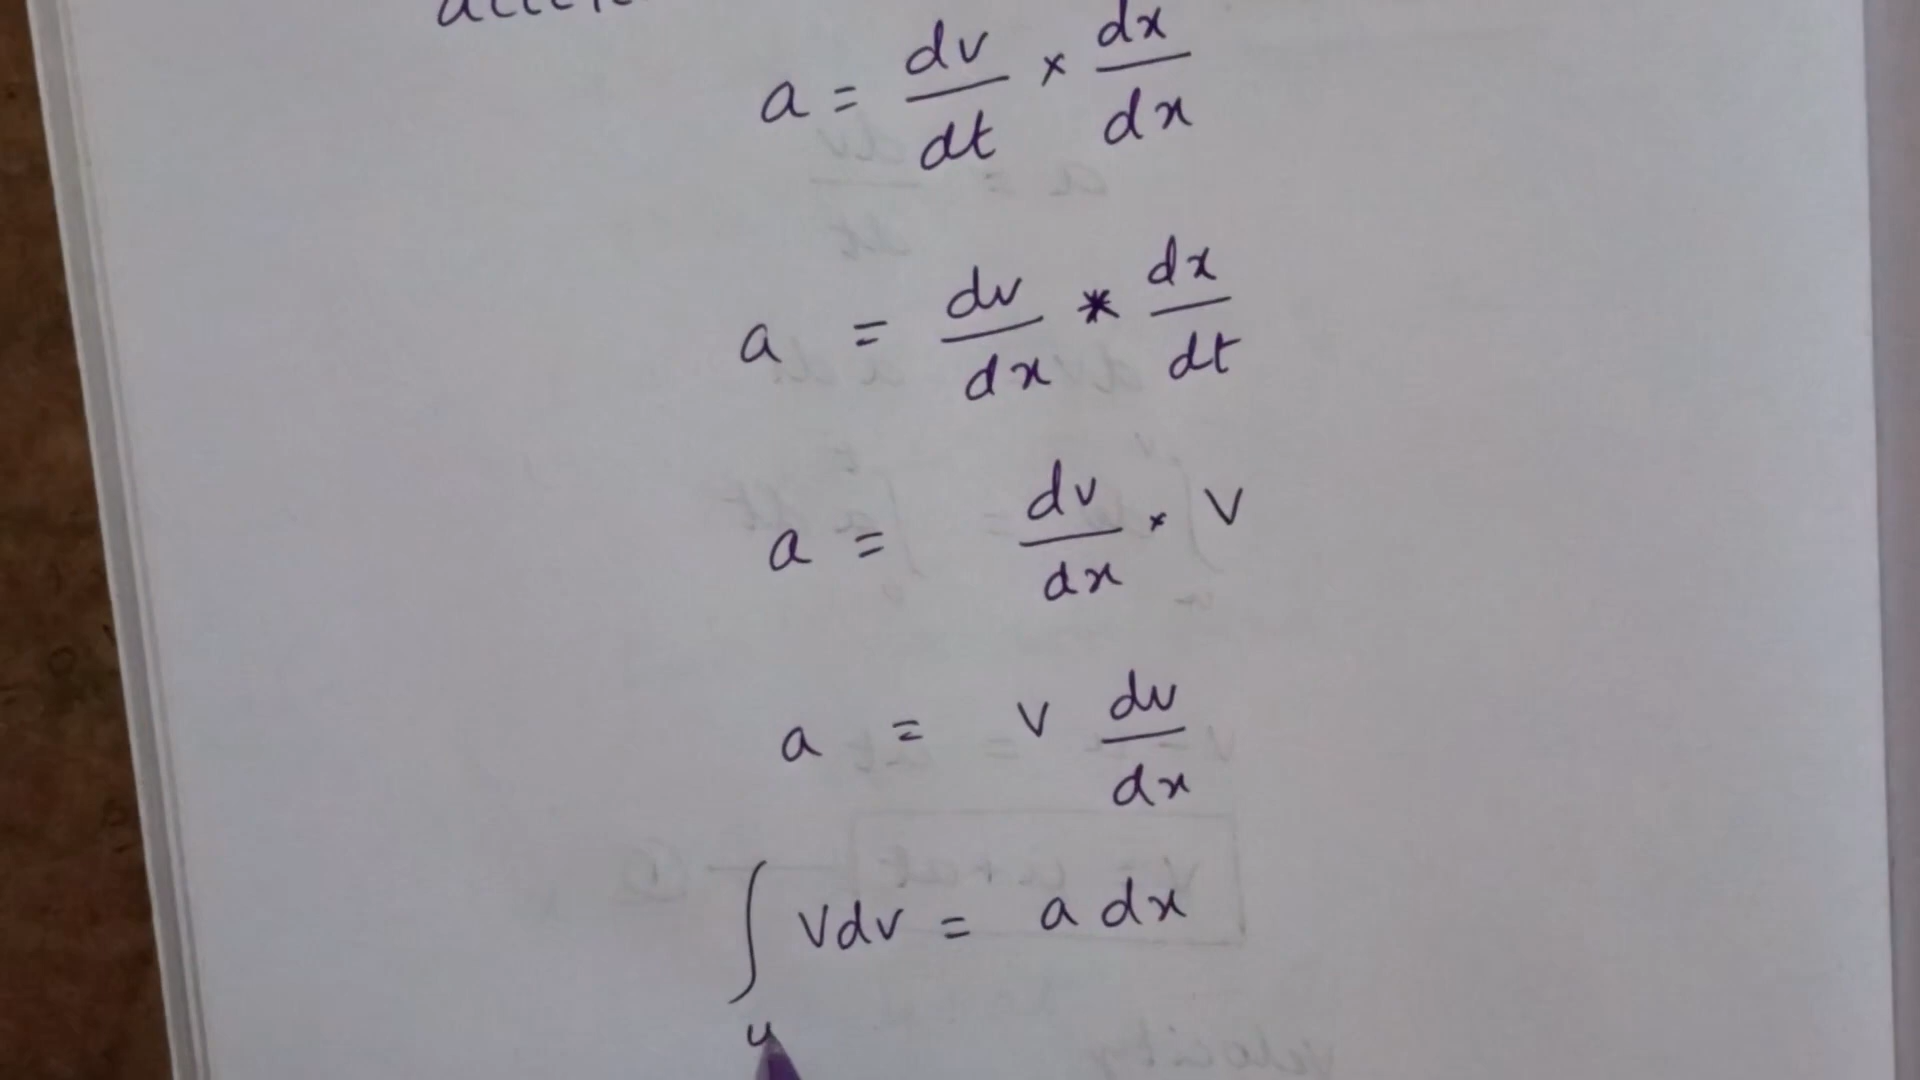 a = dv/dt × dx/dx
a = dv/dx * dx/dt
a = dv/dx × v
a = v dv/dx
∫ vdv = a dx
u